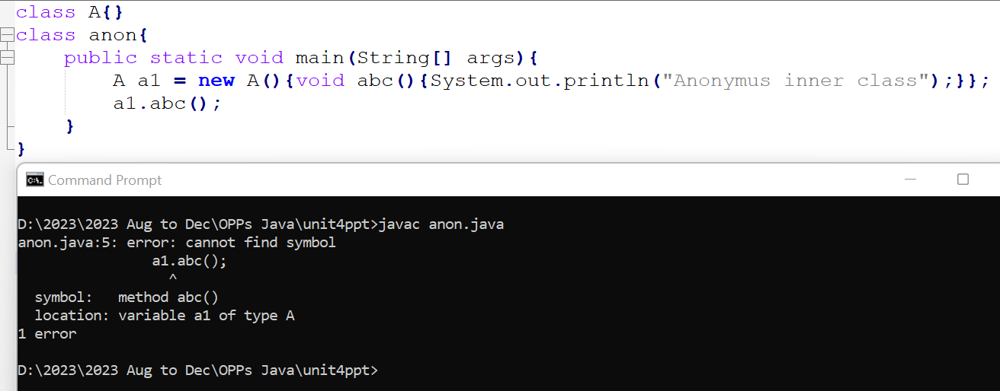 class A{}
class anon{
public static void main(String[] args){
A a1 = new A(){void abc(){System.out.println("Anonymus inner class");}};
a1.abc();
}
}
Command Prompt
D:\2023\2023 Aug to Dec\OPPs Java\unit4ppt>javac anon.java
anon.java:5: error: cannot find symbol
a1.abc();
^
symbol:   method abc()
location: variable a1 of type A
1 error
D:\2023\2023 Aug to Dec\OPPs Java\unit4ppt>